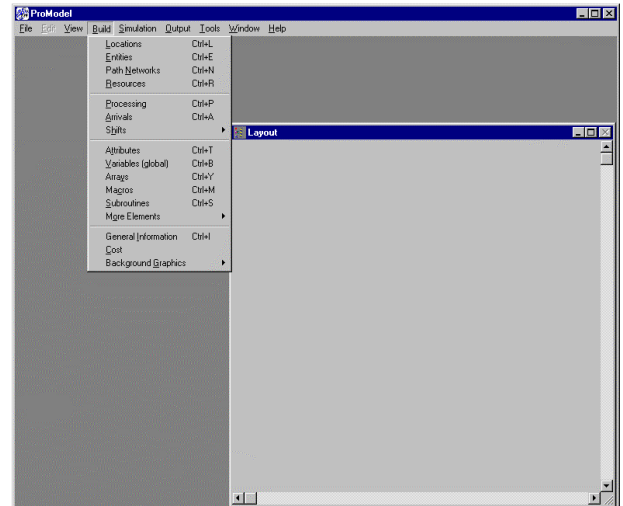 ProModel
File Edit View Build Simulation Output Tools Window Help
Locations Ctrl+L
Entities Ctrl+E
Path Networks Ctrl+N
Resources Ctrl+R
Processing Ctrl+P
Arrivals Ctrl+A
Shifts
Attributes Ctrl+T
Variables (global) Ctrl+B
Arrays Ctrl+Y
Macros Ctrl+M
Subroutines Ctrl+S
More Elements
General Information Ctrl+I
Cost
Background Graphics
Layout